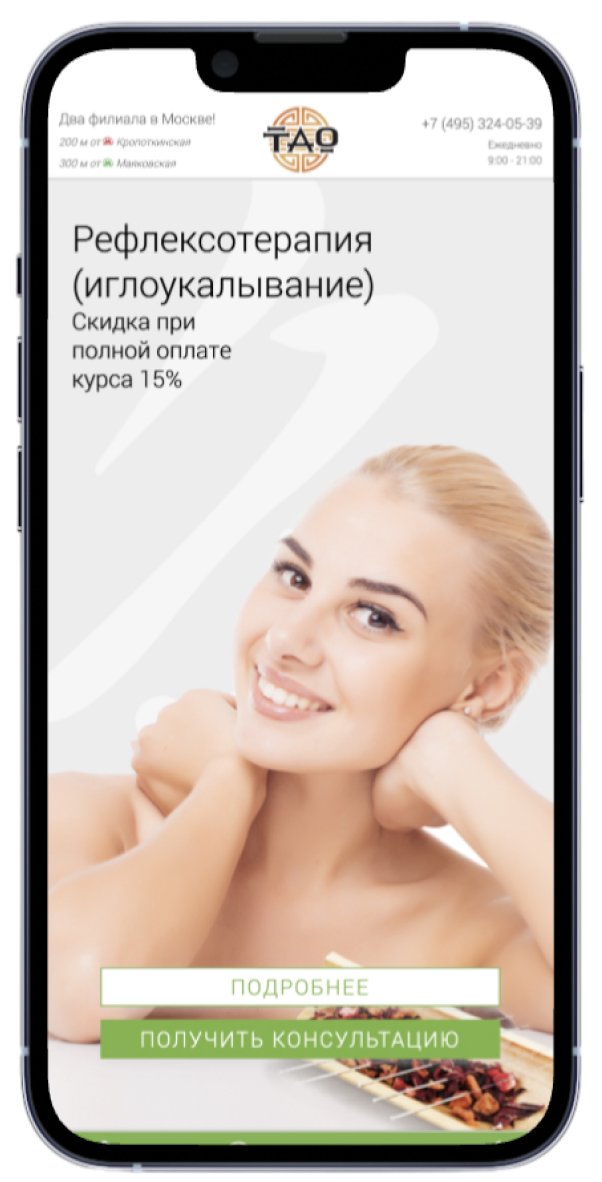 Два филиала в Москве!
200 м от Кропоткинская
300 м от Маяковская
ТАО
+7 (495) 324-05-39
Ежедневно
9:00 - 21:00
Рефлексотерапия
(иглоукалывание)
Скидка при
полной оплате
курса 15%
ПОДРОБНЕЕ
ПОЛУЧИТЬ КОНСУЛЬТАЦИЮ